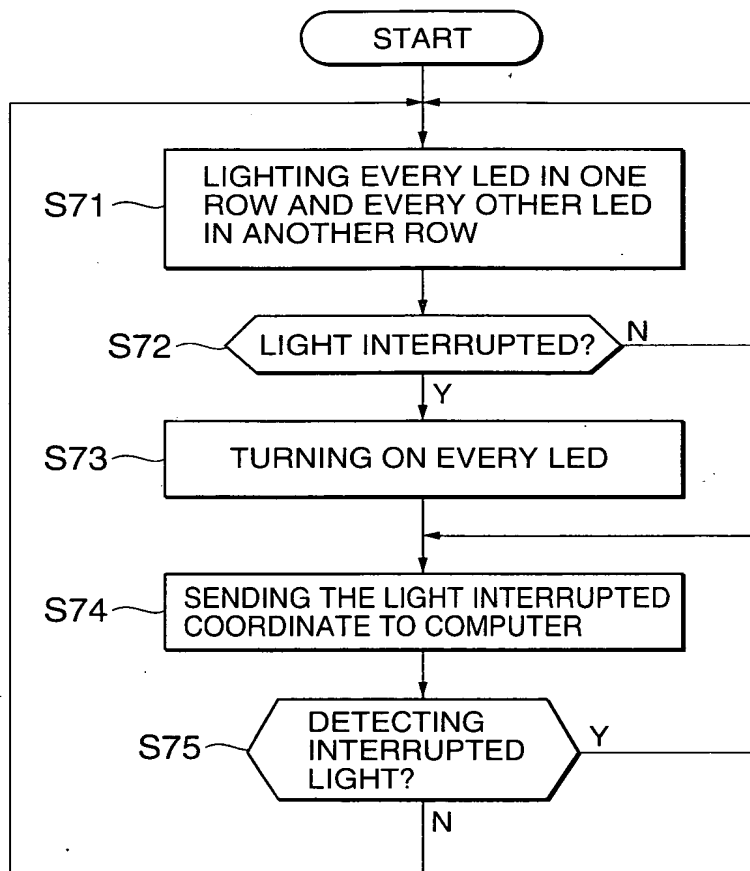 START
S71
LIGHTING EVERY LED IN ONE
ROW AND EVERY OTHER LED
IN ANOTHER ROW
S72
LIGHT INTERRUPTED?
N
Y
S73
TURNING ON EVERY LED
S74
SENDING THE LIGHT INTERRUPTED
COORDINATE TO COMPUTER
S75
DETECTING
INTERRUPTED
LIGHT?
Y
N